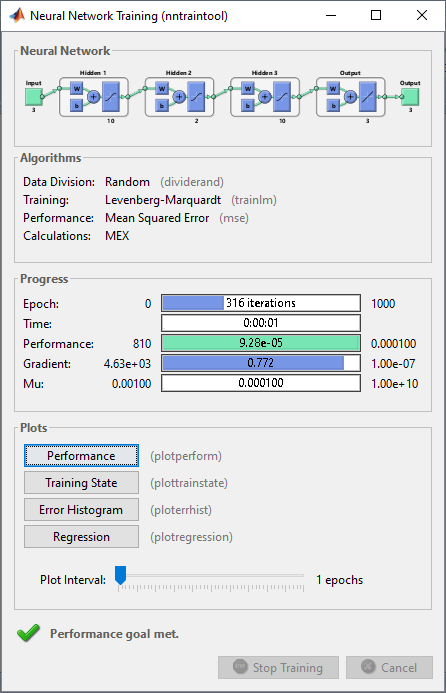 Neural Network Training (nntraintool)
Neural Network
Hidden 1 Hidden 2 Hidden 3 Output
Input Output
W W W W
b b b b
3 3
10 2 10 3
Algorithms
Data Division: Random (dividerand)
Training: Levenberg-Marquardt (trainlm)
Performance: Mean Squared Error (mse)
Calculations: MEX
Progress
Epoch: 0 316 iterations 1000
Time: 0:00:01
Performance: 810 9.28e-05 0.000100
Gradient: 4.63e+03 0.772 1.00e-07
Mu: 0.00100 0.000100 1.00e+10
Plots
Performance (plotperform)
Training State (plottrainstate)
Error Histogram (ploterrhist)
Regression (plotregression)
Plot Interval: 1 epochs
Performance goal met.
Stop Training Cancel